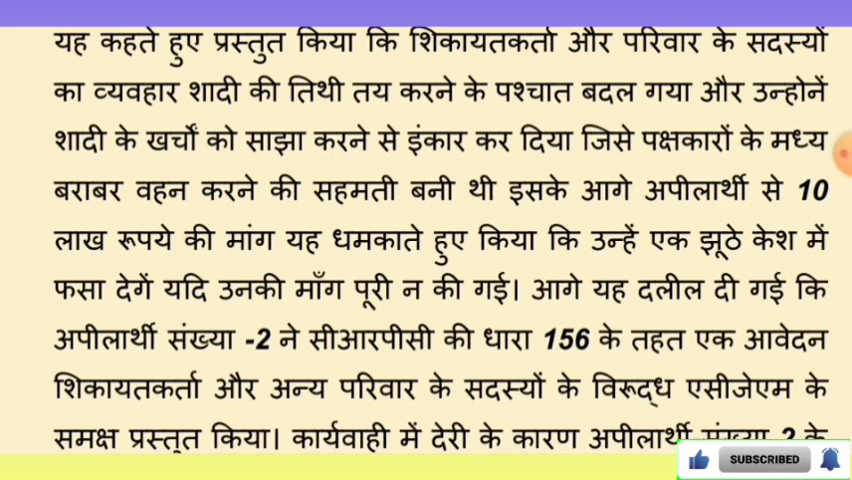 यह कहते हुए प्रस्तुत किया कि शिकायतकर्ता और परिवार के सदस्यों
का व्यवहार शादी की तिथी तय करने के पश्चात बदल गया और उन्होनें
शादी के खर्चों को साझा करने से इंकार कर दिया जिसे पक्षकारों के मध्य
बराबर वहन करने की सहमती बनी थी इसके आगे अपीलार्थी से 10
लाख रूपये की मांग यह धमकाते हुए किया कि उन्हें एक झूठे केश में
फसा देगें यदि उनकी माँग पूरी न की गई। आगे यह दलील दी गई कि
अपीलार्थी संख्या -2 ने सीआरपीसी की धारा 156 के तहत एक आवेदन
शिकायतकर्ता और अन्य परिवार के सदस्यों के विरूद्ध एसीजेएम के
समक्ष प्रस्तुत किया। कार्यवाही में देरी के कारण अपीलार्थी संख्या 2 के
SUBSCRIBED